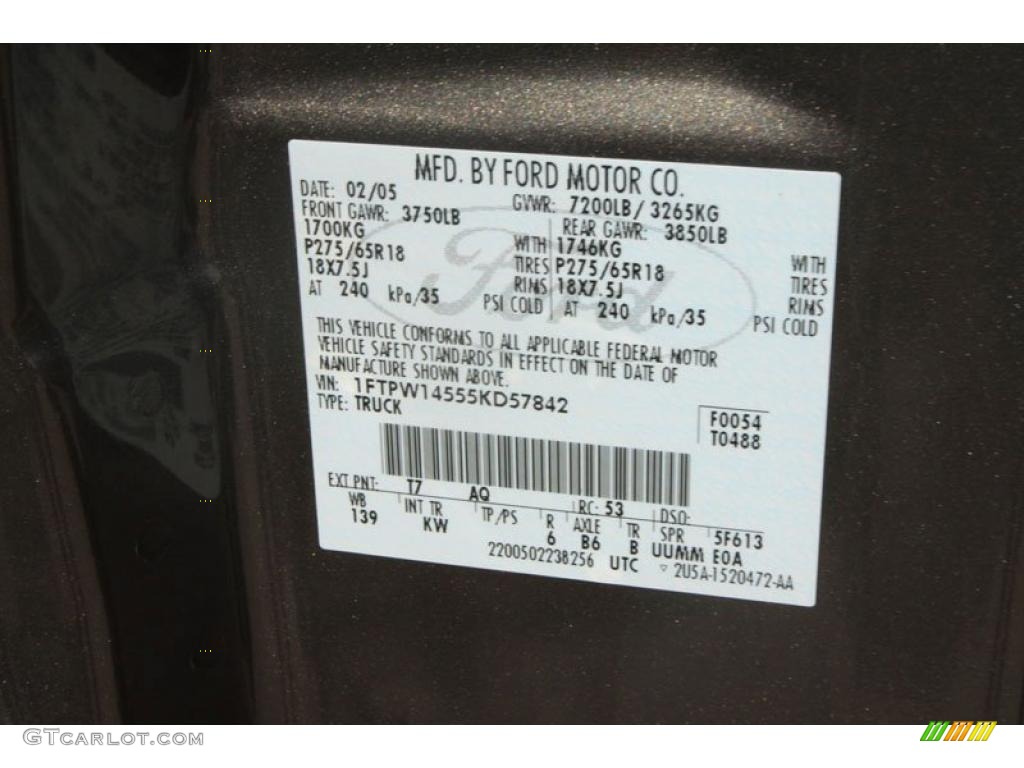 MFD. BY FORD MOTOR CO.
DATE: 02/05 GVWR: 7200LB/ 3265KG
FRONT GAWR: 3750LB REAR GAWR: 3850LB
1700KG WITH 1746KG WITH
P275/65R18 TIRES P275/65R18 TIRES
18X7.5J RIMS 18X7.5J RIMS
AT 240 kPa/35 PSI COLD AT 240 kPa/35 PSI COLD
THIS VEHICLE CONFORMS TO ALL APPLICABLE FEDERAL MOTOR
VEHICLE SAFETY STANDARDS IN EFFECT ON THE DATE OF
MANUFACTURE SHOWN ABOVE.
VIN: 1FTPW14555KD57842
TYPE: TRUCK
F0054
T0488
EXT PNT: T7 AQ RC: 53 DSO:
WB INT TR TP/PS R AXLE TR SPR 5F613
139 KW 6 B6 B UUMM E0A
2200502238256 UTC ▽ 2U5A-1520472-AA
Ford
GTCarLot.com